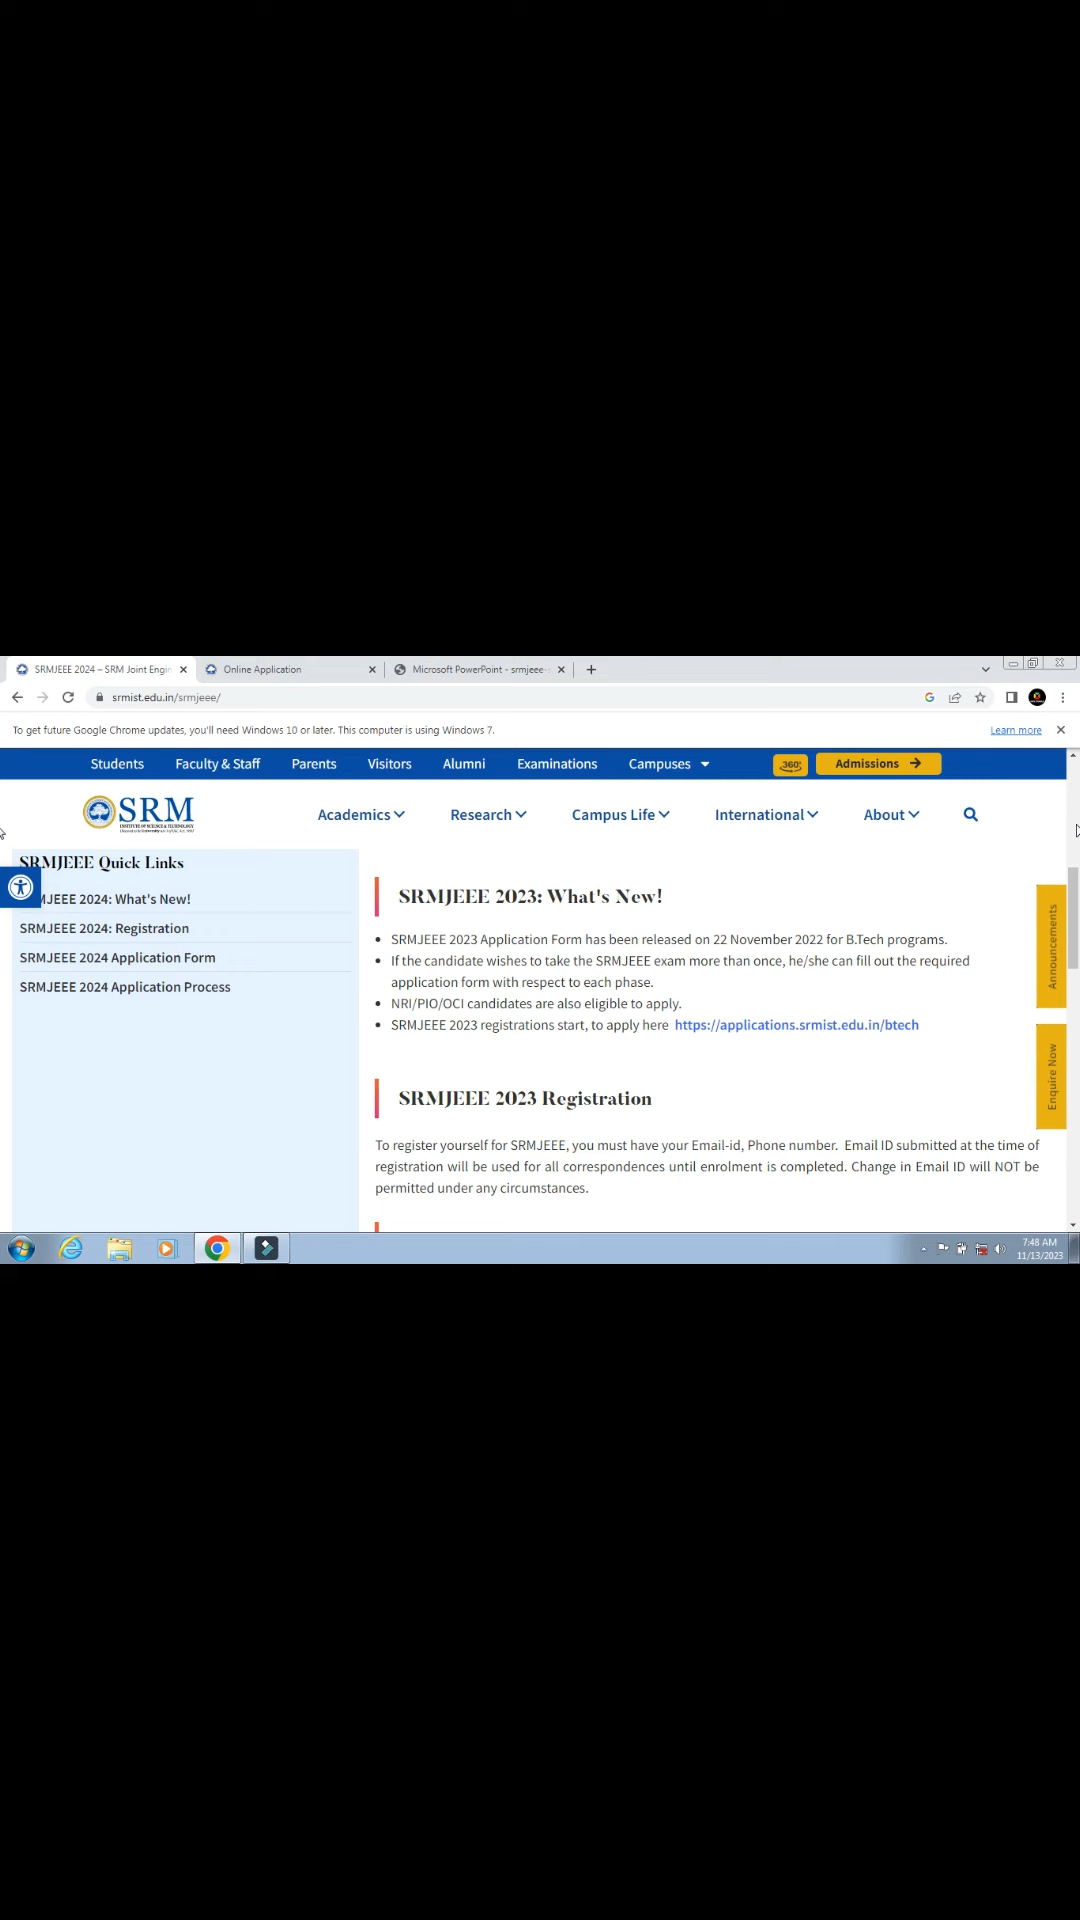 SRMJEEE 2024 – SRM Joint Engin
Online Application
Microsoft PowerPoint - srmjeee-
srmist.edu.in/srmjeee/
To get future Google Chrome updates, you'll need Windows 10 or later. This computer is using Windows 7.
Learn more
Students Faculty & Staff Parents Visitors Alumni Examinations Campuses
360°
Admissions
SRM
INSTITUTE OF SCIENCE & TECHNOLOGY
Academics Research Campus Life International About
SRMJEEE Quick Links
MJEEE 2024: What's New!
SRMJEEE 2024: Registration
SRMJEEE 2024 Application Form
SRMJEEE 2024 Application Process
SRMJEEE 2023: What's New!
SRMJEEE 2023 Application Form has been released on 22 November 2022 for B.Tech programs.
If the candidate wishes to take the SRMJEEE exam more than once, he/she can fill out the required
application form with respect to each phase.
NRI/PIO/OCI candidates are also eligible to apply.
SRMJEEE 2023 registrations start, to apply here https://applications.srmist.edu.in/btech
SRMJEEE 2023 Registration
To register yourself for SRMJEEE, you must have your Email-id, Phone number. Email ID submitted at the time of
registration will be used for all correspondences until enrolment is completed. Change in Email ID will NOT be
permitted under any circumstances.
Announcements
Enquire Now
7:48 AM
11/13/2023